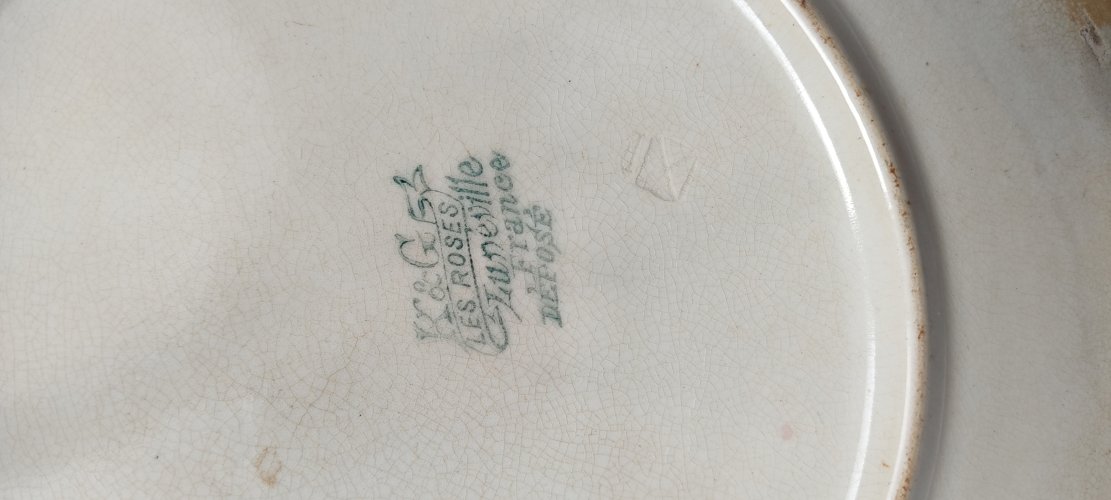 K&G
LES ROSES
Lunéville
France
DÉPOSÉ